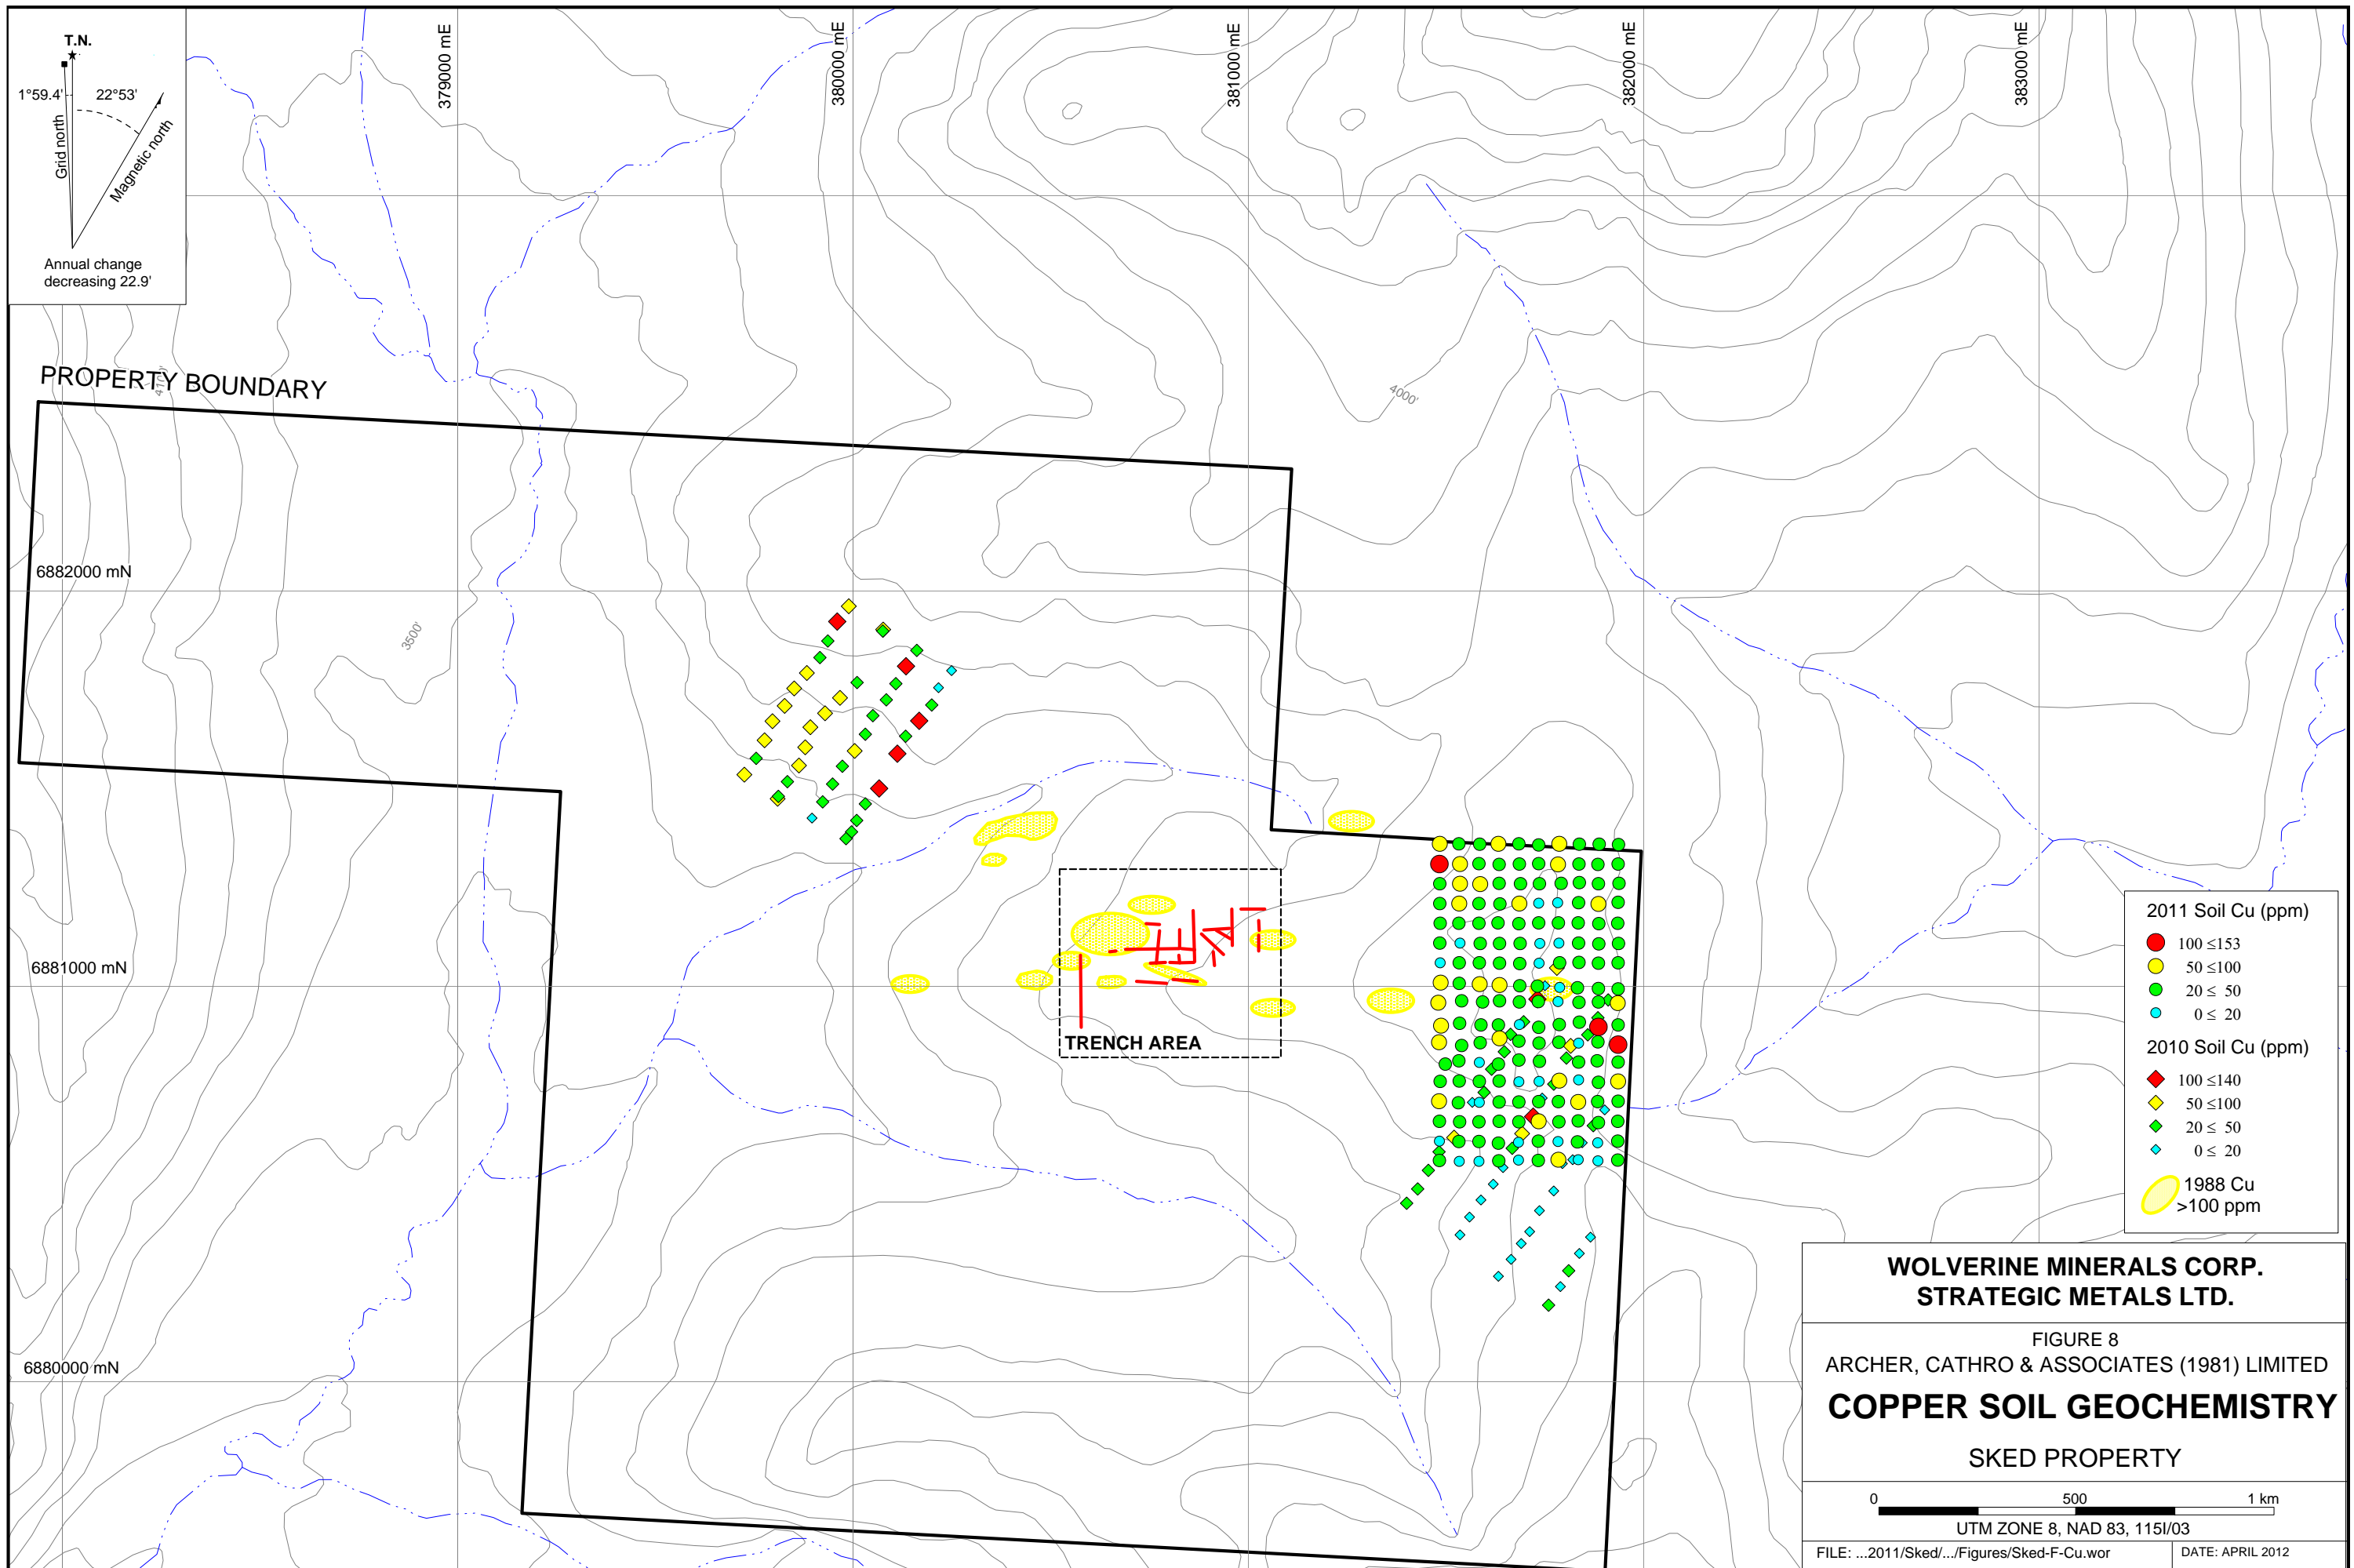 T.N.
1°59.4'
22°53'
Grid north
Magnetic north
Annual change
decreasing 22.9'
379000 mE
380000 mE
381000 mE
382000 mE
383000 mE
PROPERTY BOUNDARY
4100'
4000'
6882000 mN
3500'
6881000 mN
TRENCH AREA
6880000 mN
2011 Soil Cu (ppm)
100 ≤153
50 ≤100
20 ≤ 50
0 ≤ 20
2010 Soil Cu (ppm)
100 ≤140
50 ≤100
20 ≤ 50
0 ≤ 20
1988 Cu
>100 ppm
WOLVERINE MINERALS CORP.
STRATEGIC METALS LTD.
FIGURE 8
ARCHER, CATHRO & ASSOCIATES (1981) LIMITED
COPPER SOIL GEOCHEMISTRY
SKED PROPERTY
0 500 1 km
UTM ZONE 8, NAD 83, 115I/03
FILE: ...2011/Sked/.../Figures/Sked-F-Cu.wor
DATE: APRIL 2012